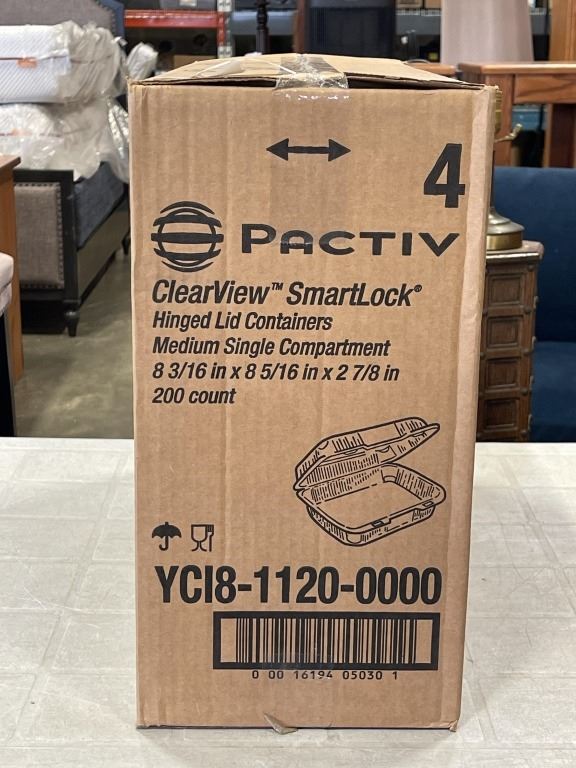 4
PACTIV
ClearView™ SmartLock®
Hinged Lid Containers
Medium Single Compartment
8 3/16 in x 8 5/16 in x 2 7/8 in
200 count
YCI8-1120-0000
0 00 16194 05030 1